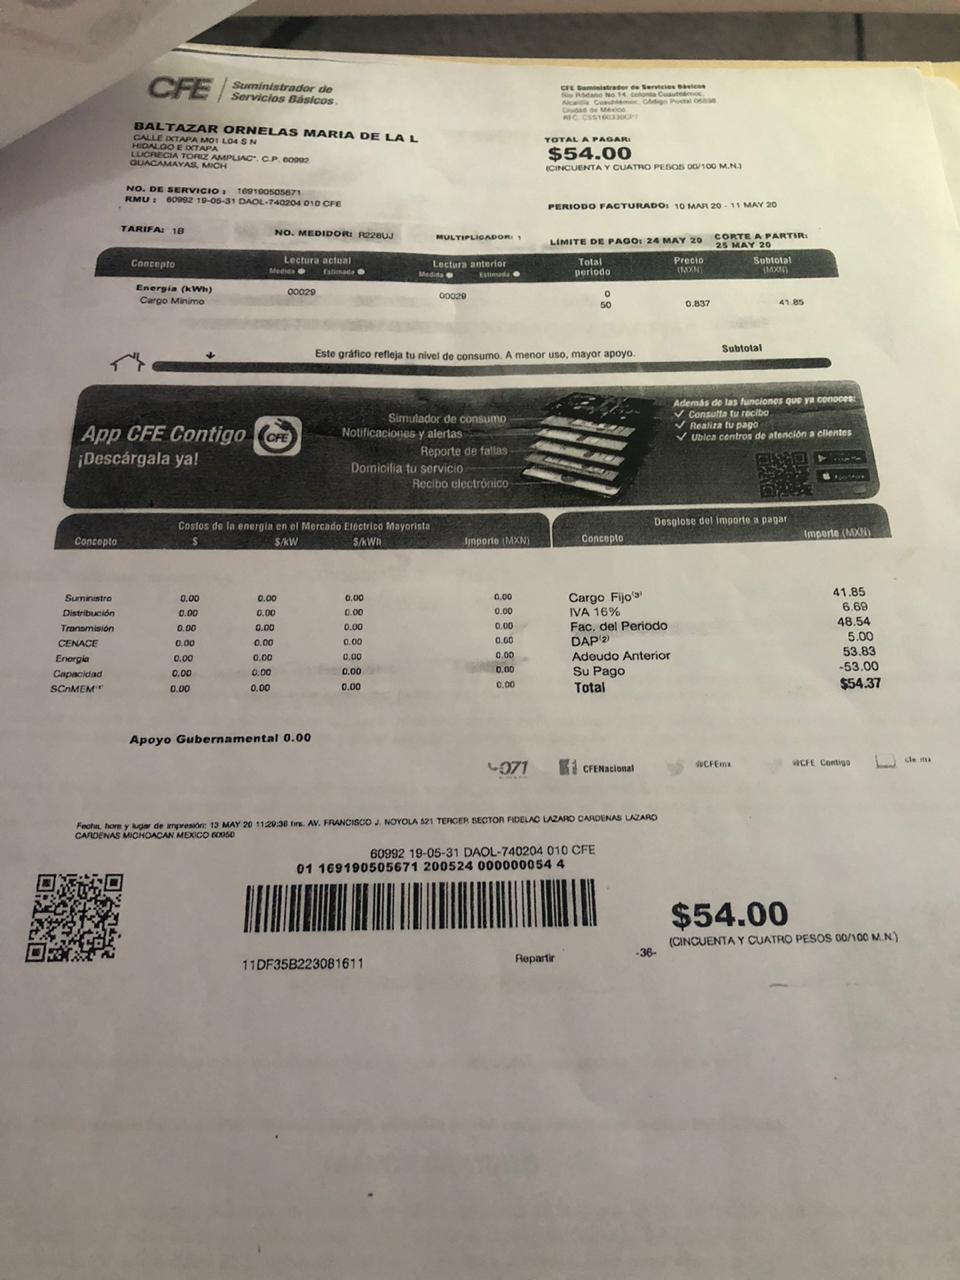 CFE Suministrador de
Servicios Básicos.
CFE Suministrador de Servicios Básicos
Río Ródano No.14, colonia Cuauhtémoc,
Alcaldía Cuauhtémoc, Código Postal 06598,
Ciudad de México
RFC. CSS160330CP7
BALTAZAR ORNELAS MARIA DE LA L
CALLE IXTAPA M01 L04 S N
HIDALGO E IXTAPA
LUCRECIA TORIZ AMPLIAC*. C.P. 60992
GUACAMAYAS, MICH
TOTAL A PAGAR:
$54.00
(CINCUENTA Y CUATRO PESOS 00/100 M.N.)
NO. DE SERVICIO : 169190505671
RMU : 60992 19-05-31 DAOL-740204 010 CFE
PERIODO FACTURADO: 10 MAR 20 - 11 MAY 20
TARIFA: 1B NO. MEDIDOR: R228UJ MULTIPLICADOR: 1 LÍMITE DE PAGO: 24 MAY 20 CORTE A PARTIR:
25 MAY 20
Concepto Lectura actual Lectura anterior Total periodo Precio (MXN) Subtotal (MXN)
Medida Estimada Medida Estimada
Energía (kWh) 00029 00029 0
Cargo Mínimo 50 0.837 41.85
Este gráfico refleja tu nivel de consumo. A menor uso, mayor apoyo.
Subtotal
App CFE Contigo
¡Descárgala ya!
CFE
Simulador de consumo
Notificaciones y alertas
Reporte de fallas
Domicilia tu servicio
Recibo electrónico
Además de las funciones que ya conoces:
✓ Consulta tu recibo
✓ Realiza tu pago
✓ Ubica centros de atención a clientes
Costos de la energía en el Mercado Eléctrico Mayorista
Concepto $ $/kW $/kWh Importe (MXN)
Suministro 0.00 0.00 0.00 0.00
Distribución 0.00 0.00 0.00 0.00
Transmisión 0.00 0.00 0.00 0.00
CENACE 0.00 0.00 0.00 0.00
Energía 0.00 0.00 0.00 0.00
Capacidad 0.00 0.00 0.00 0.00
SCnMEM 0.00 0.00 0.00 0.00
Desglose del importe a pagar
Concepto Importe (MXN)
Cargo Fijo(3) 41.85
IVA 16% 6.69
Fac. del Periodo 48.54
DAP(2) 5.00
Adeudo Anterior 53.83
Su Pago -53.00
Total $54.37
Apoyo Gubernamental 0.00
071 CFENacional @CFEmx @CFE_Contigo cfe.mx
Fecha, hora y lugar de impresión: 13 MAY 20 11:29:36 hrs. AV. FRANCISCO J. NOYOLA 521 TERCER SECTOR FIDELAC LAZARO CARDENAS LAZARO
CARDENAS MICHOACAN MEXICO 60950
60992 19-05-31 DAOL-740204 010 CFE
01 169190505671 200524 000000054 4
11DF35B223081611
Repartir
-36-
$54.00
(CINCUENTA Y CUATRO PESOS 00/100 M.N.)